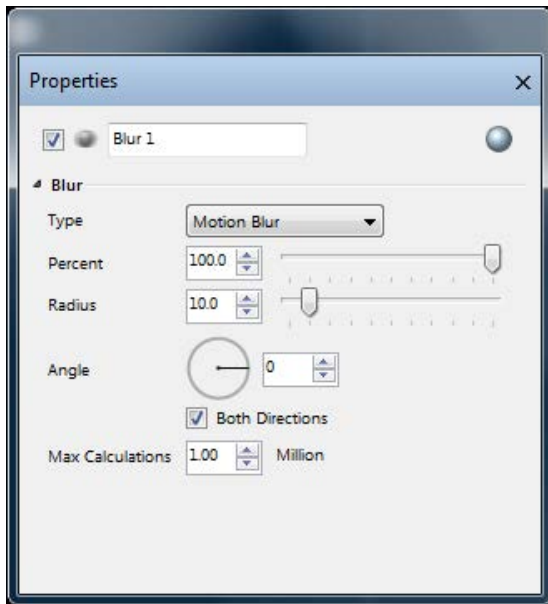 Properties
Blur 1
Blur
Type Motion Blur
Percent 100.0
Radius 10.0
Angle 0
Both Directions
Max Calculations 1.00 Million